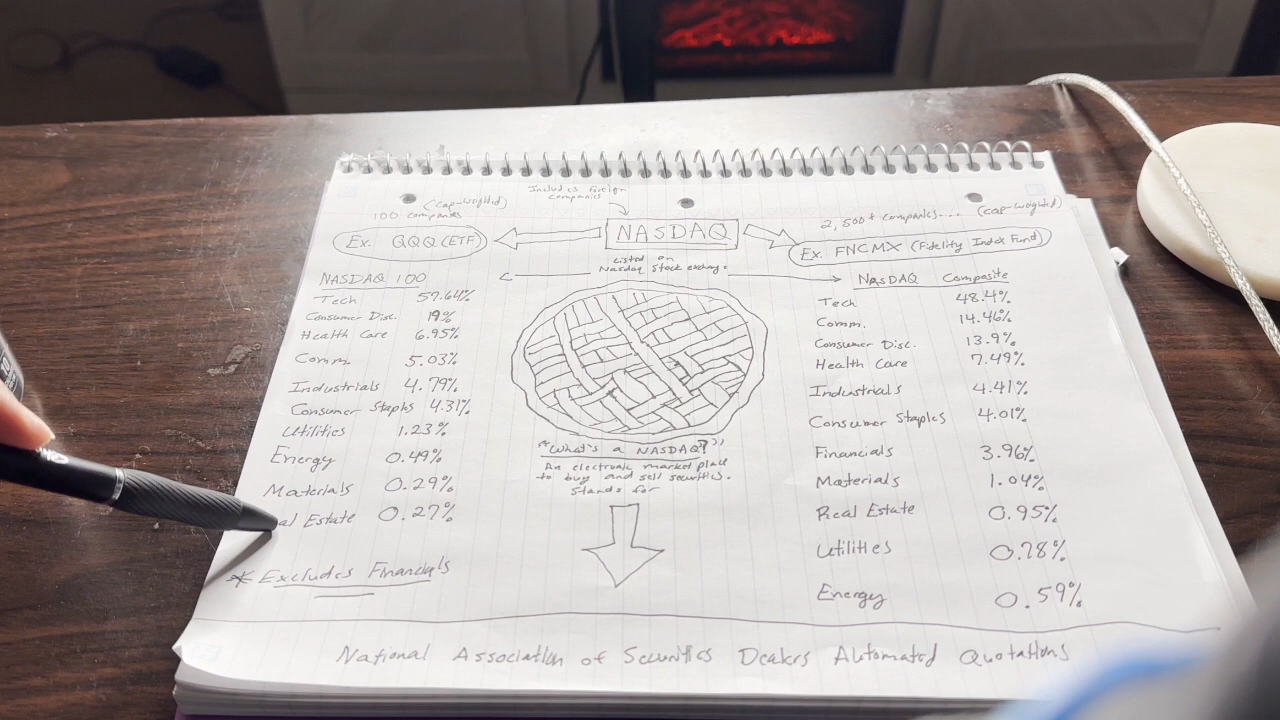 Includes foreign
companies
(cap-weighted)
100 companies
Ex. QQQ (ETF)
NASDAQ
2,500+ companies... (cap-weighted)
Ex. FNCMX (Fidelity Index Fund)
Listed on
Nasdaq Stock exchange
NASDAQ 100
Tech 57.64%
Consumer Disc. 19%
Health Care 6.95%
Comm. 5.03%
Industrials 4.79%
Consumer Staples 4.31%
Utilities 1.23%
Energy 0.49%
Materials 0.29%
al Estate 0.27%
* Excludes Financials
"What's a NASDAQ?"
An electronic market place
to buy and sell securities.
Stands for
NASDAQ Composite
Tech 48.4%
Comm. 14.46%
Consumer Disc. 13.9%
Health Care 7.49%
Industrials 4.41%
Consumer Staples 4.01%
Financials 3.96%
Materials 1.04%
Real Estate 0.95%
Utilities
Energy 0.59%
National Association of Securities Dealers Automated Quotations